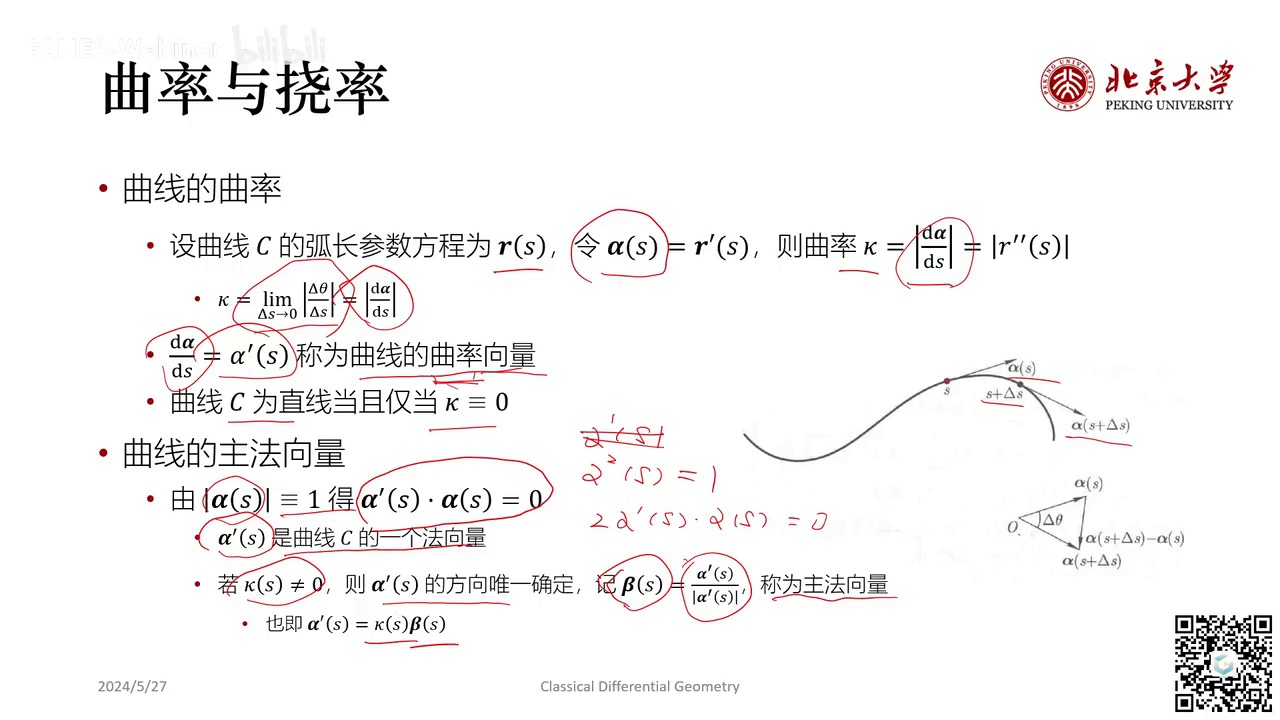 bilibili
曲率与挠率
北京大学
PEKING UNIVERSITY
• 曲线的曲率
• 设曲线 C 的弧长参数方程为 r(s)，令 α(s) = r′(s)，则曲率 κ = |dα/ds| = |r′′(s)|
• κ = lim Δs→0 |Δθ/Δs| = |dα/ds|
• dα/ds = α′(s) 称为曲线的曲率向量
• 曲线 C 为直线当且仅当 κ ≡ 0
• 曲线的主法向量
• 由 |α(s)| ≡ 1 得 α′(s) · α(s) = 0
• α′(s) 是曲线 C 的一个法向量
• 若 κ(s) ≠ 0，则 α′(s) 的方向唯一确定，记 β(s) = α′(s)/|α′(s)|，称为主法向量
• 也即 α′(s) = κ(s)β(s)
α'(s)
α²(s) = 1
2α'(s)·α(s) = 0
α(s)
s
s+Δs
α(s+Δs)
α(s)
O
Δθ
α(s+Δs)−α(s)
α(s+Δs)
2024/5/27
Classical Differential Geometry